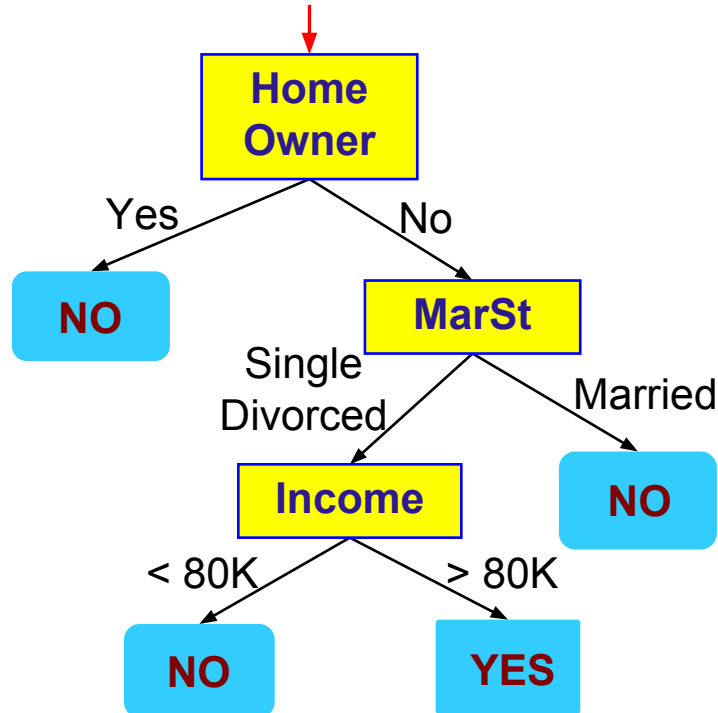 Home
Owner
Yes
No
NO
MarSt
Single
Divorced
Married
Income
NO
< 80K
> 80K
NO
YES